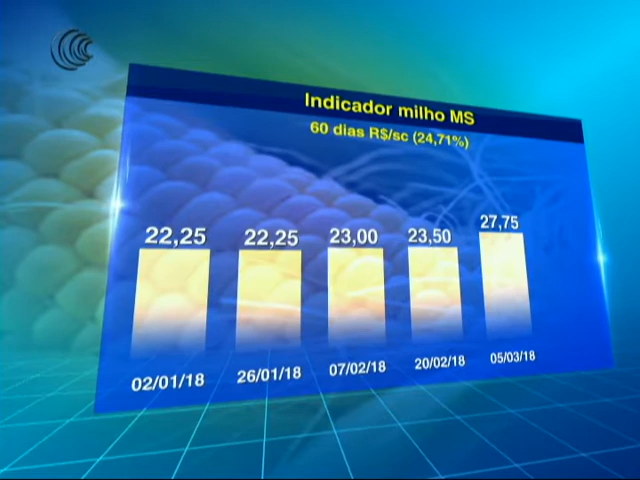 Indicador milho MS
60 dias R$/sc (24,71%)
22,25 22,25 23,00 23,50 27,75
02/01/18 26/01/18 07/02/18 20/02/18 05/03/18